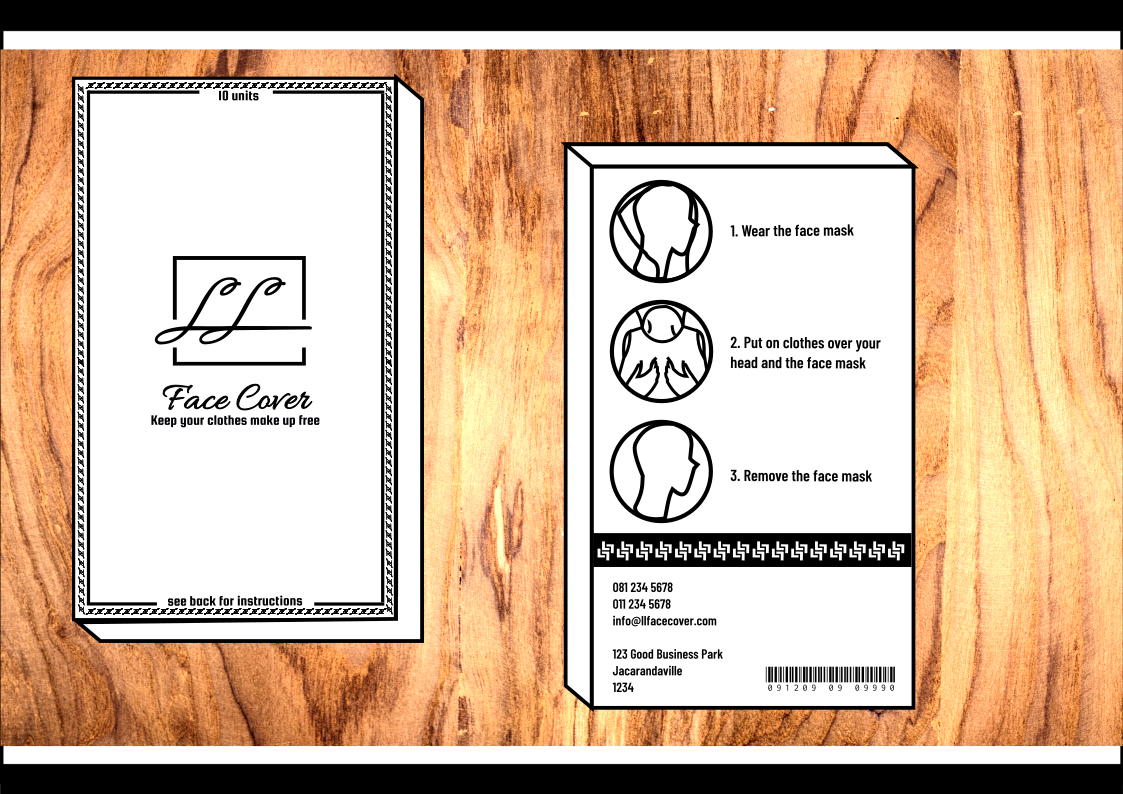 10 units
LL
Face Cover
Keep your clothes make up free
see back for instructions
1. Wear the face mask
2. Put on clothes over your
head and the face mask
3. Remove the face mask
081 234 5678
011 234 5678
info@llfacecover.com
123 Good Business Park
Jacarandaville
1234
091209 09 09990